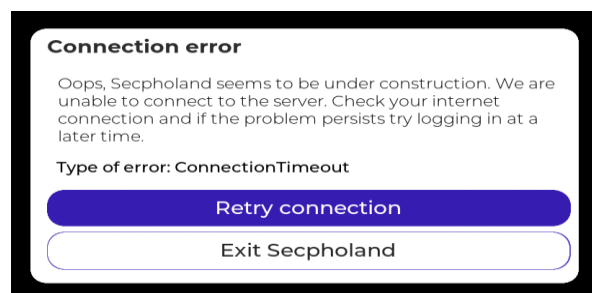 Connection error
Oops, Secpholand seems to be under construction. We are
unable to connect to the server. Check your internet
connection and if the problem persists try logging in at a
later time.
Type of error: ConnectionTimeout
Retry connection
Exit Secpholand